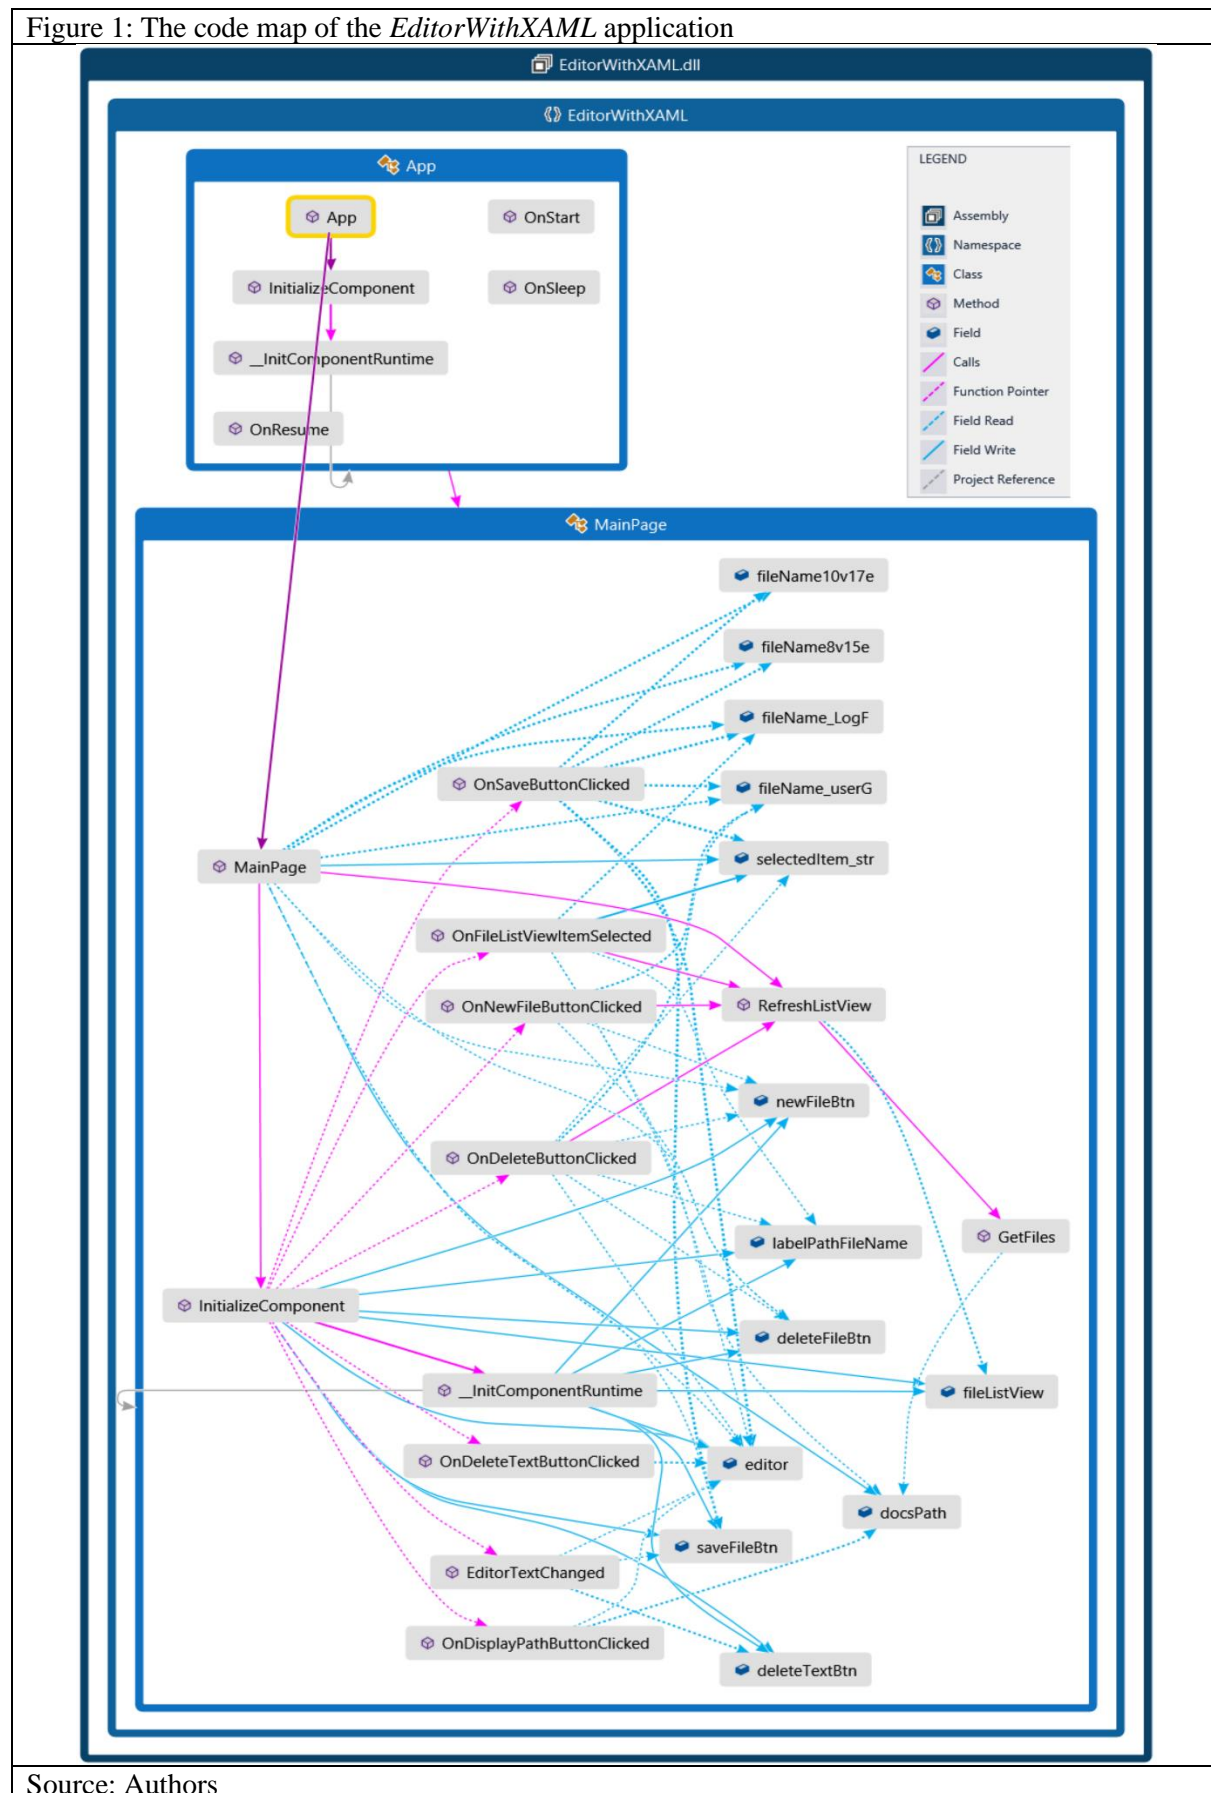 Figure 1: The code map of the EditorWithXAML application
EditorWithXAML.dll
EditorWithXAML
App
App
OnStart
InitializeComponent
OnSleep
__InitComponentRuntime
OnResume
LEGEND
Assembly
Namespace
Class
Method
Field
Calls
Function Pointer
Field Read
Field Write
Project Reference
MainPage
fileName10v17e
fileName8v15e
fileName_LogF
OnSaveButtonClicked
fileName_userG
MainPage
selectedItem_str
OnFileListViewItemSelected
OnNewFileButtonClicked
RefreshListView
newFileBtn
OnDeleteButtonClicked
labelPathFileName
GetFiles
InitializeComponent
deleteFileBtn
__InitComponentRuntime
fileListView
OnDeleteTextButtonClicked
editor
docsPath
saveFileBtn
EditorTextChanged
OnDisplayPathButtonClicked
deleteTextBtn
Source: Authors